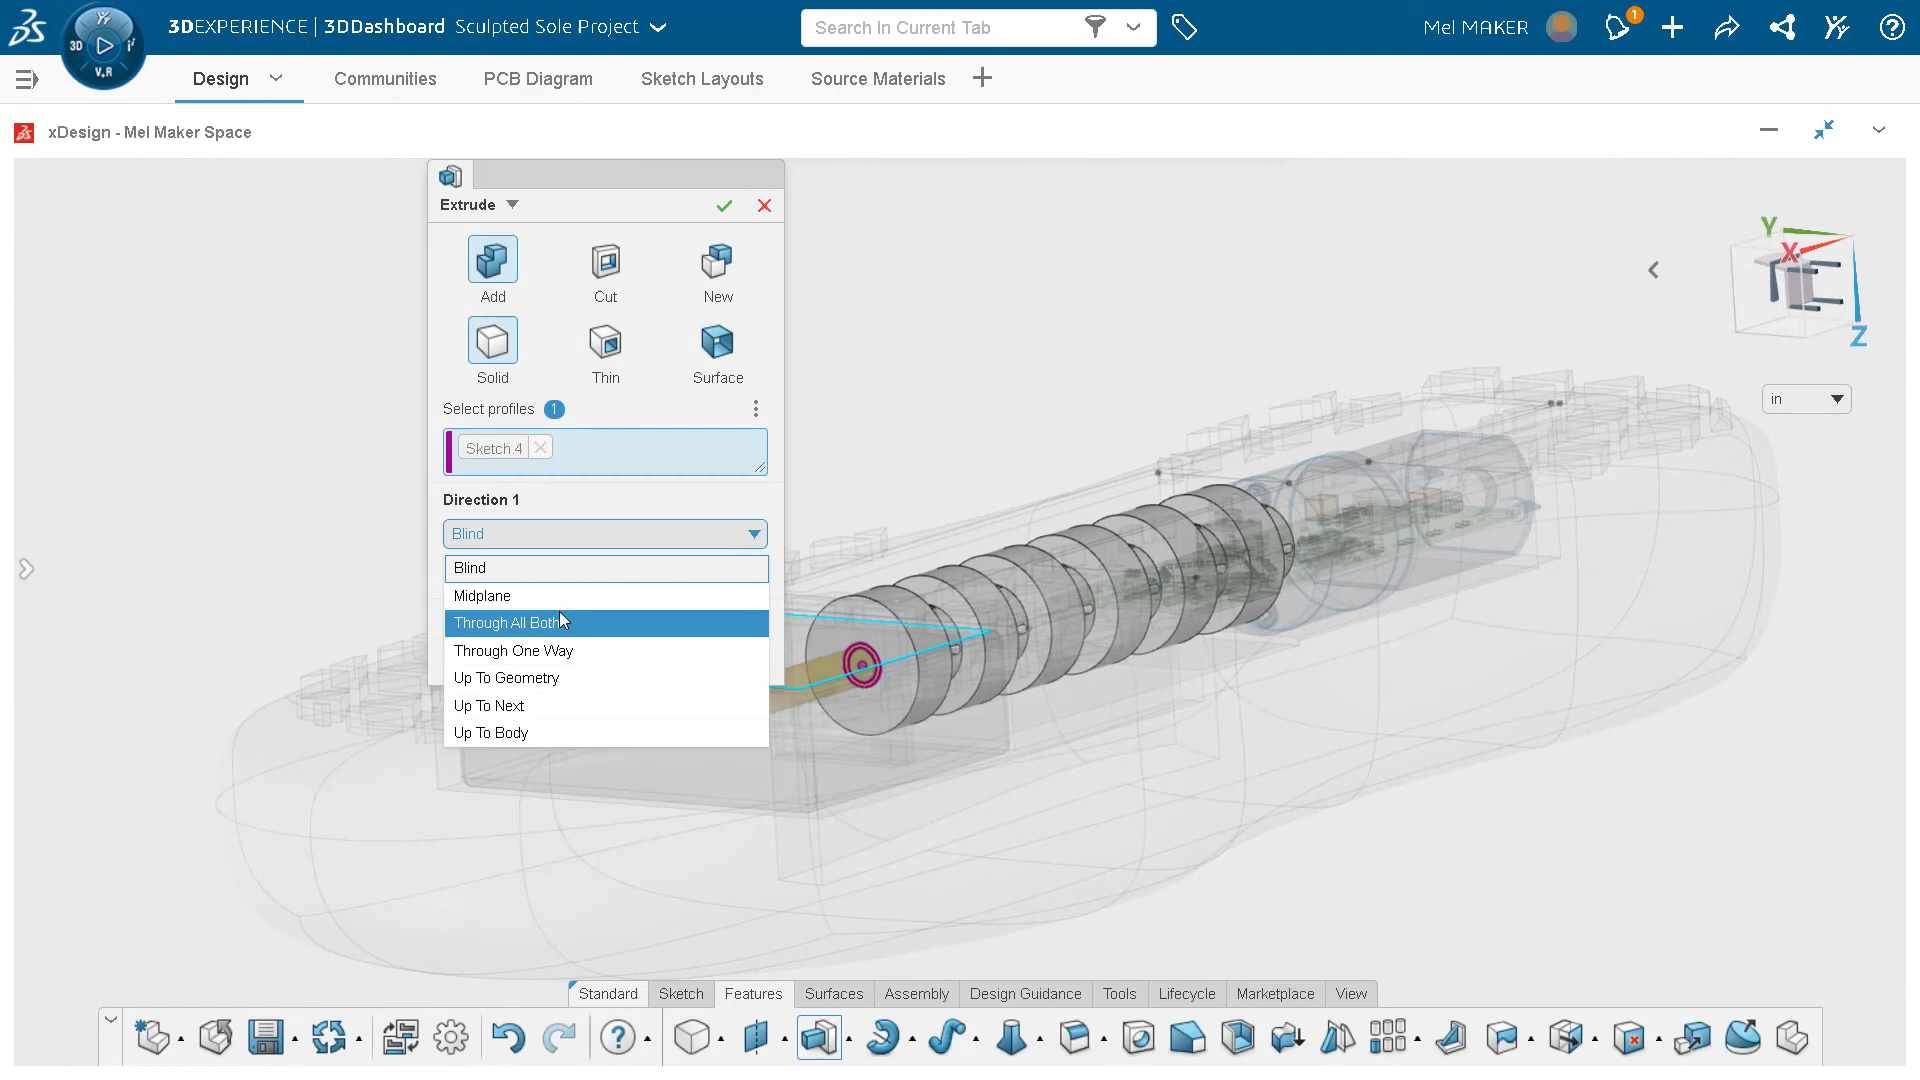 3DEXPERIENCE | 3DDashboard Sculpted Sole Project
Search In Current Tab
Mel MAKER
1
3D
V.R
Design
Communities
PCB Diagram
Sketch Layouts
Source Materials
xDesign - Mel Maker Space
Extrude
Add
Cut
New
Solid
Thin
Surface
Select profiles 1
Sketch.4
Direction 1
Blind
Blind
Midplane
Through All Both
Through One Way
Up To Geometry
Up To Next
Up To Body
Y
X
Z
in
Standard
Sketch
Features
Surfaces
Assembly
Design Guidance
Tools
Lifecycle
Marketplace
View